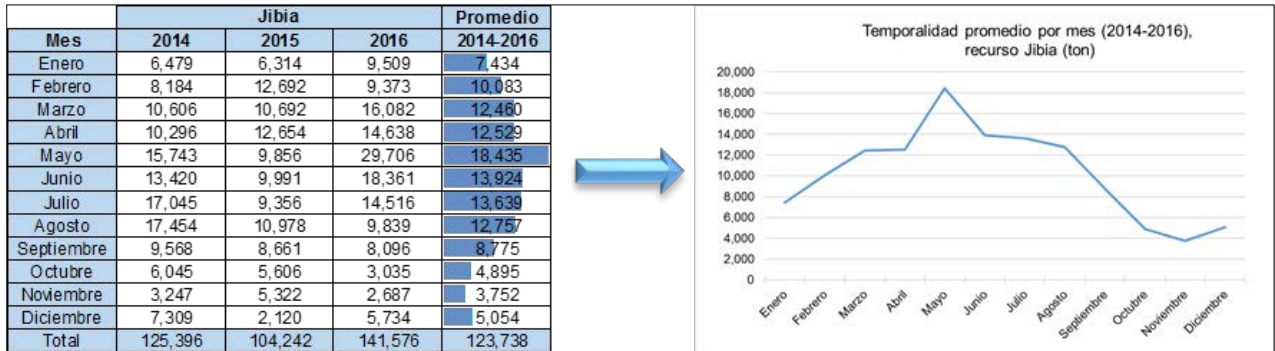 Jibia Promedio
Mes 2014 2015 2016 2014-2016
Enero 6,479 6,314 9,509 7,434
Febrero 8,184 12,692 9,373 10,083
Marzo 10,606 10,692 16,082 12,460
Abril 10,296 12,654 14,638 12,529
Mayo 15,743 9,856 29,706 18,435
Junio 13,420 9,991 18,361 13,924
Julio 17,045 9,356 14,516 13,639
Agosto 17,454 10,978 9,839 12,757
Septiembre 9,568 8,661 8,096 8,775
Octubre 6,045 5,606 3,035 4,895
Noviembre 3,247 5,322 2,687 3,752
Diciembre 7,309 2,120 5,734 5,054
Total 125,396 104,242 141,576 123,738
Temporalidad promedio por mes (2014-2016),
recurso Jibia (ton)
20,000
18,000
16,000
14,000
12,000
10,000
8,000
6,000
4,000
2,000
0
Enero Febrero Marzo Abril Mayo Junio Julio Agosto Septiembre Octubre Noviembre Diciembre